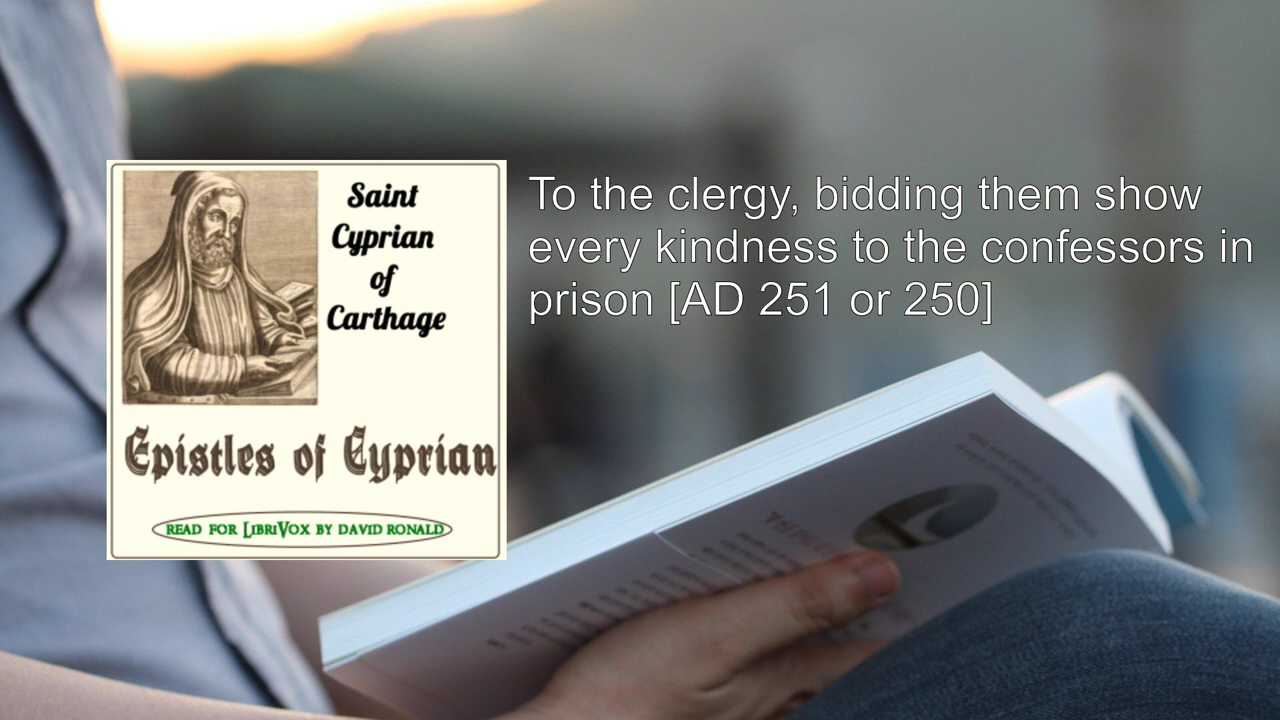 Saint
Cyprian
of
Carthage
Epistles of Cyprian
READ FOR LIBRIVOX BY DAVID RONALD
To the clergy, bidding them show
every kindness to the confessors in
prison [AD 251 or 250]